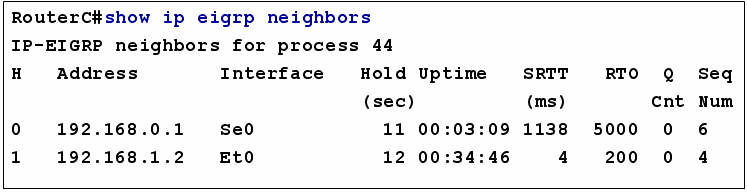 RouterC#show ip eigrp neighbors
IP-EIGRP neighbors for process 44
H Address Interface Hold Uptime SRTT RTO Q Seq
(sec) (ms) Cnt Num
0 192.168.0.1 Se0 11 00:03:09 1138 5000 0 6
1 192.168.1.2 Et0 12 00:34:46 4 200 0 4